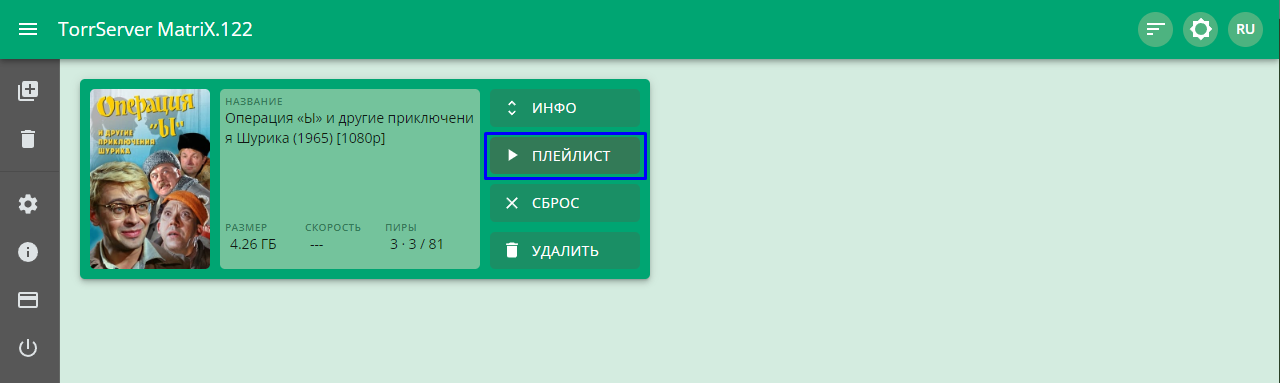 TorrServer MatriX.122
RU
Операция
"Ы"
И ДРУГИЕ
ПРИКЛЮЧЕНИЯ
ШУРИКА
НАЗВАНИЕ
Операция «Ы» и другие приключени
я Шурика (1965) [1080p]
РАЗМЕР
4.26 ГБ
СКОРОСТЬ
---
ПИРЫ
3 · 3 / 81
ИНФО
ПЛЕЙЛИСТ
СБРОС
УДАЛИТЬ